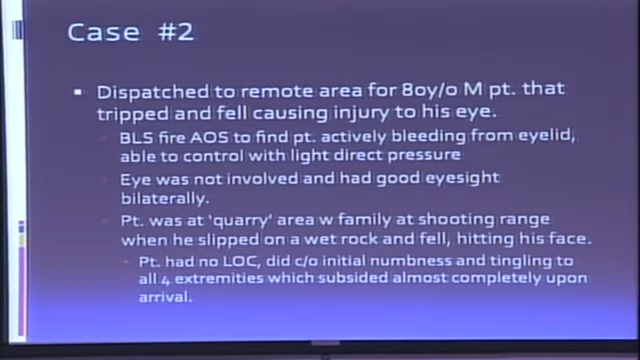 Case #2
Dispatched to remote area for 80y/o M pt. that
tripped and fell causing injury to his eye.
BLS fire AOS to find pt. actively bleeding from eyelid,
able to control with light direct pressure
Eye was not involved and had good eyesight
bilaterally.
Pt. was at 'quarry' area w family at shooting range
when he slipped on a wet rock and fell, hitting his face.
Pt. had no LOC, did c/o initial numbness and tingling to
all 4 extremities which subsided almost completely upon
arrival.